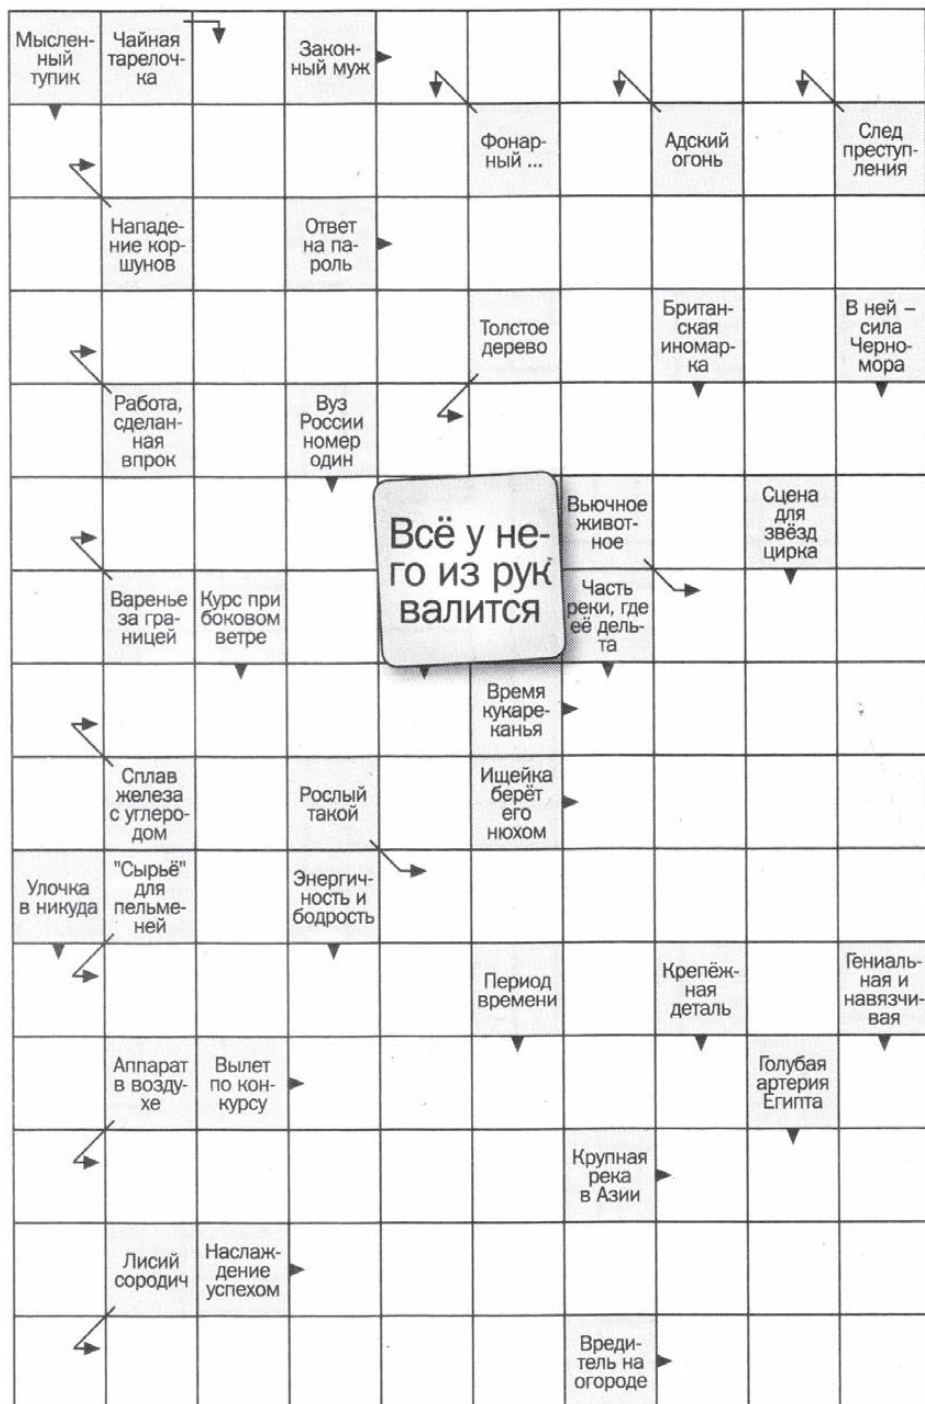 Мыслен-
ный
тупик
Чайная
тарелоч-
ка
Закон-
ный муж
Фонар-
ный ...
Адский
огонь
След
преступ-
ления
Нападе-
ние кор-
шунов
Ответ
на па-
роль
Толстое
дерево
Британ-
ская
иномар-
ка
В ней –
сила
Черно-
мора
Работа,
сделан-
ная
впрок
Вуз
России
номер
один
Всё у не-
го из рук
валится
Вьючное
живот-
ное
Сцена
для
звёзд
цирка
Варенье
за гра-
ницей
Курс при
боковом
ветре
Часть
реки, где
её дель-
та
Время
кукаре-
канья
Сплав
железа
с углеро-
дом
Рослый
такой
Ищейка
берёт
его
нюхом
Улочка
в никуда
"Сырьё"
для
пельме-
ней
Энергич-
ность и
бодрость
Период
времени
Крепёж-
ная
деталь
Гениаль-
ная и
навязчи-
вая
Аппарат
в возду-
хе
Вылет
по кон-
курсу
Голубая
артерия
Египта
Крупная
река
в Азии
Лисий
сородич
Наслаж-
дение
успехом
Вреди-
тель на
огороде